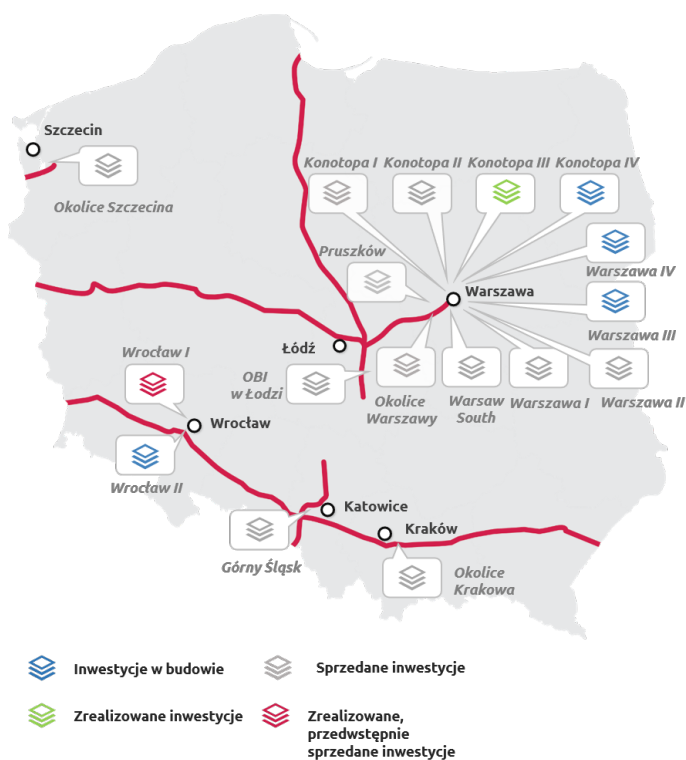 Szczecin
Okolice Szczecina
Konotopa I
Konotopa II
Konotopa III
Konotopa IV
Pruszków
Warszawa
Warszawa IV
Warszawa III
Łódź
Wrocław I
OBI
w Łodzi
Okolice
Warszawy
Warsaw
South
Warszawa I
Warszawa II
Wrocław
Wrocław II
Katowice
Górny Śląsk
Kraków
Okolice
Krakowa
Inwestycje w budowie
Sprzedane inwestycje
Zrealizowane inwestycje
Zrealizowane,
przedwstępnie
sprzedane inwestycje